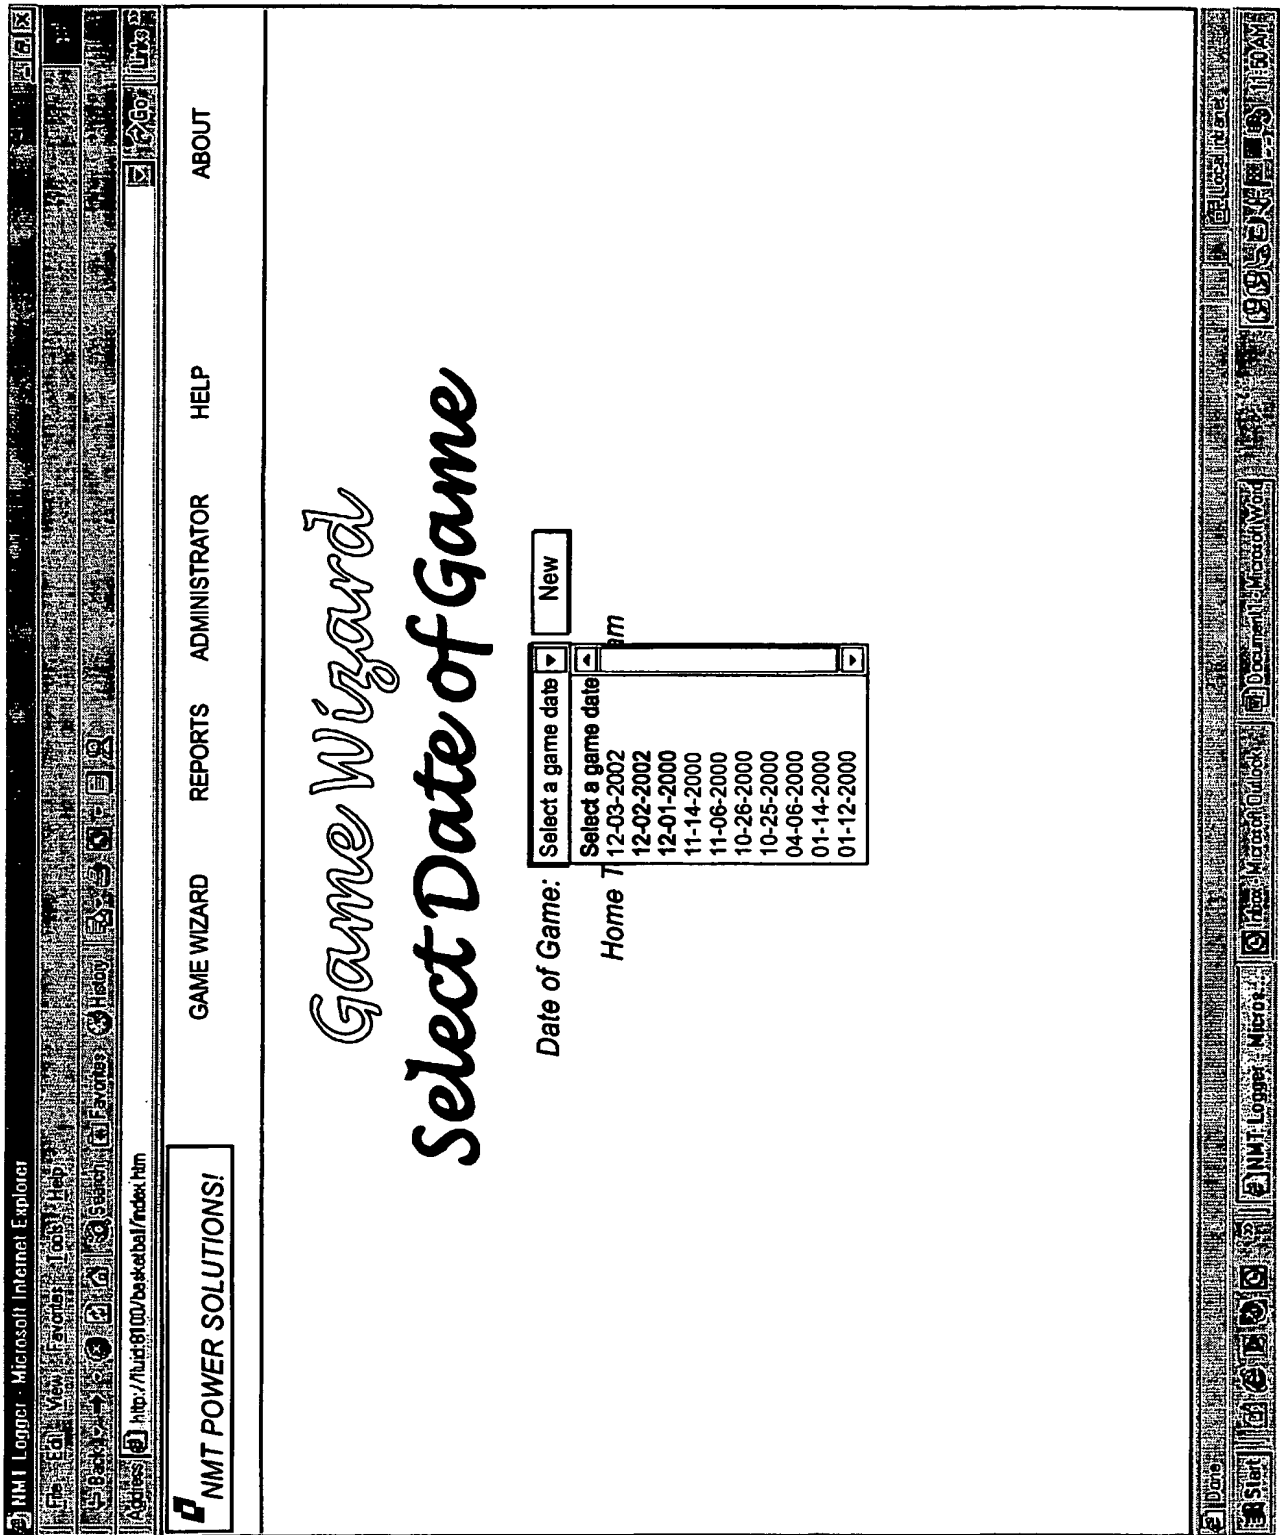 NMT Logger - Microsoft Internet Explorer
File Edit View Favorites Tools Help
Back Search Favorites History
Address http://fluid:8100/basketball/index.htm Go Links »
NMT POWER SOLUTIONS!
GAME WIZARD REPORTS ADMINISTRATOR HELP ABOUT
Game Wizard
Select Date of Game
Date of Game: Select a game date New
Select a game date
Home T am
12-03-2002
12-02-2002
12-01-2000
11-14-2000
11-06-2000
10-26-2000
10-25-2000
04-06-2000
01-14-2000
01-12-2000
Done Local intranet
Start NMT Logger - Micros... Inbox - Microsoft Outlook Document1 - Microsoft Word